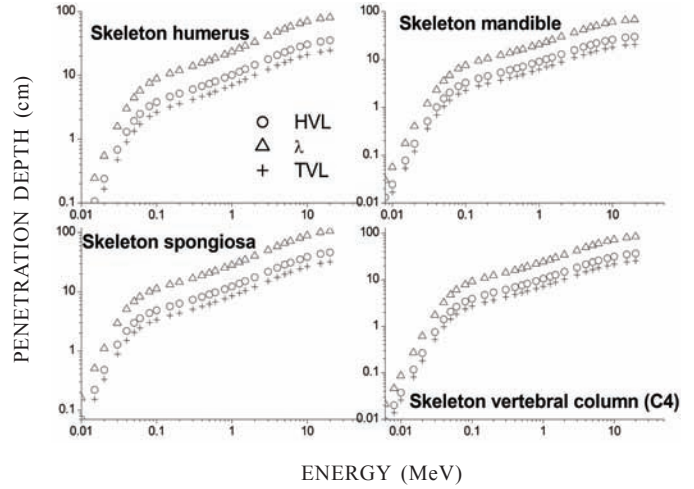 100
Skeleton humerus
10
1
0.1
0.01 0.1 1 10
○ HVL
△ λ
+ TVL
100
Skeleton mandible
10
1
0.1
0.01
0.01 0.1 1 10
100
Skeleton spongiosa
10
1
0.1
0.01 0.1 1 10
100
10
1
0.1
0.01
Skeleton vertebral column (C4)
0.01 0.1 1 10
PENETRATION DEPTH (cm)
ENERGY (MeV)